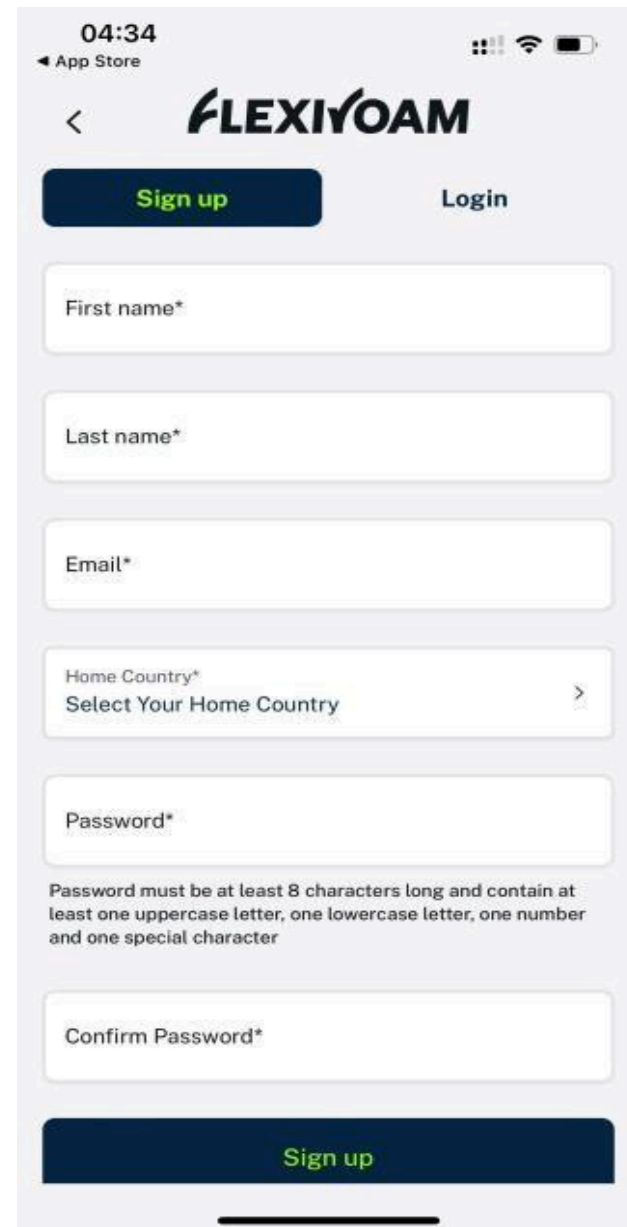 04:34
◀ App Store
<
FLEXIROAM
Sign up
Login
First name*
Last name*
Email*
Home Country*
Select Your Home Country
>
Password*
Password must be at least 8 characters long and contain at
least one uppercase letter, one lowercase letter, one number
and one special character
Confirm Password*
Sign up